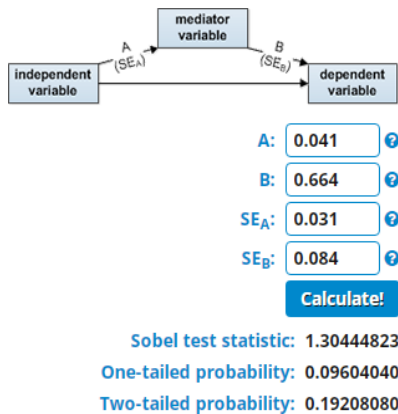 mediator
variable
A
(SEA)
B
(SEB)
independent
variable
dependent
variable
A: 0.041 ?
B: 0.664 ?
SEA: 0.031 ?
SEB: 0.084 ?
Calculate!
Sobel test statistic: 1.30444823
One-tailed probability: 0.09604040
Two-tailed probability: 0.19208080